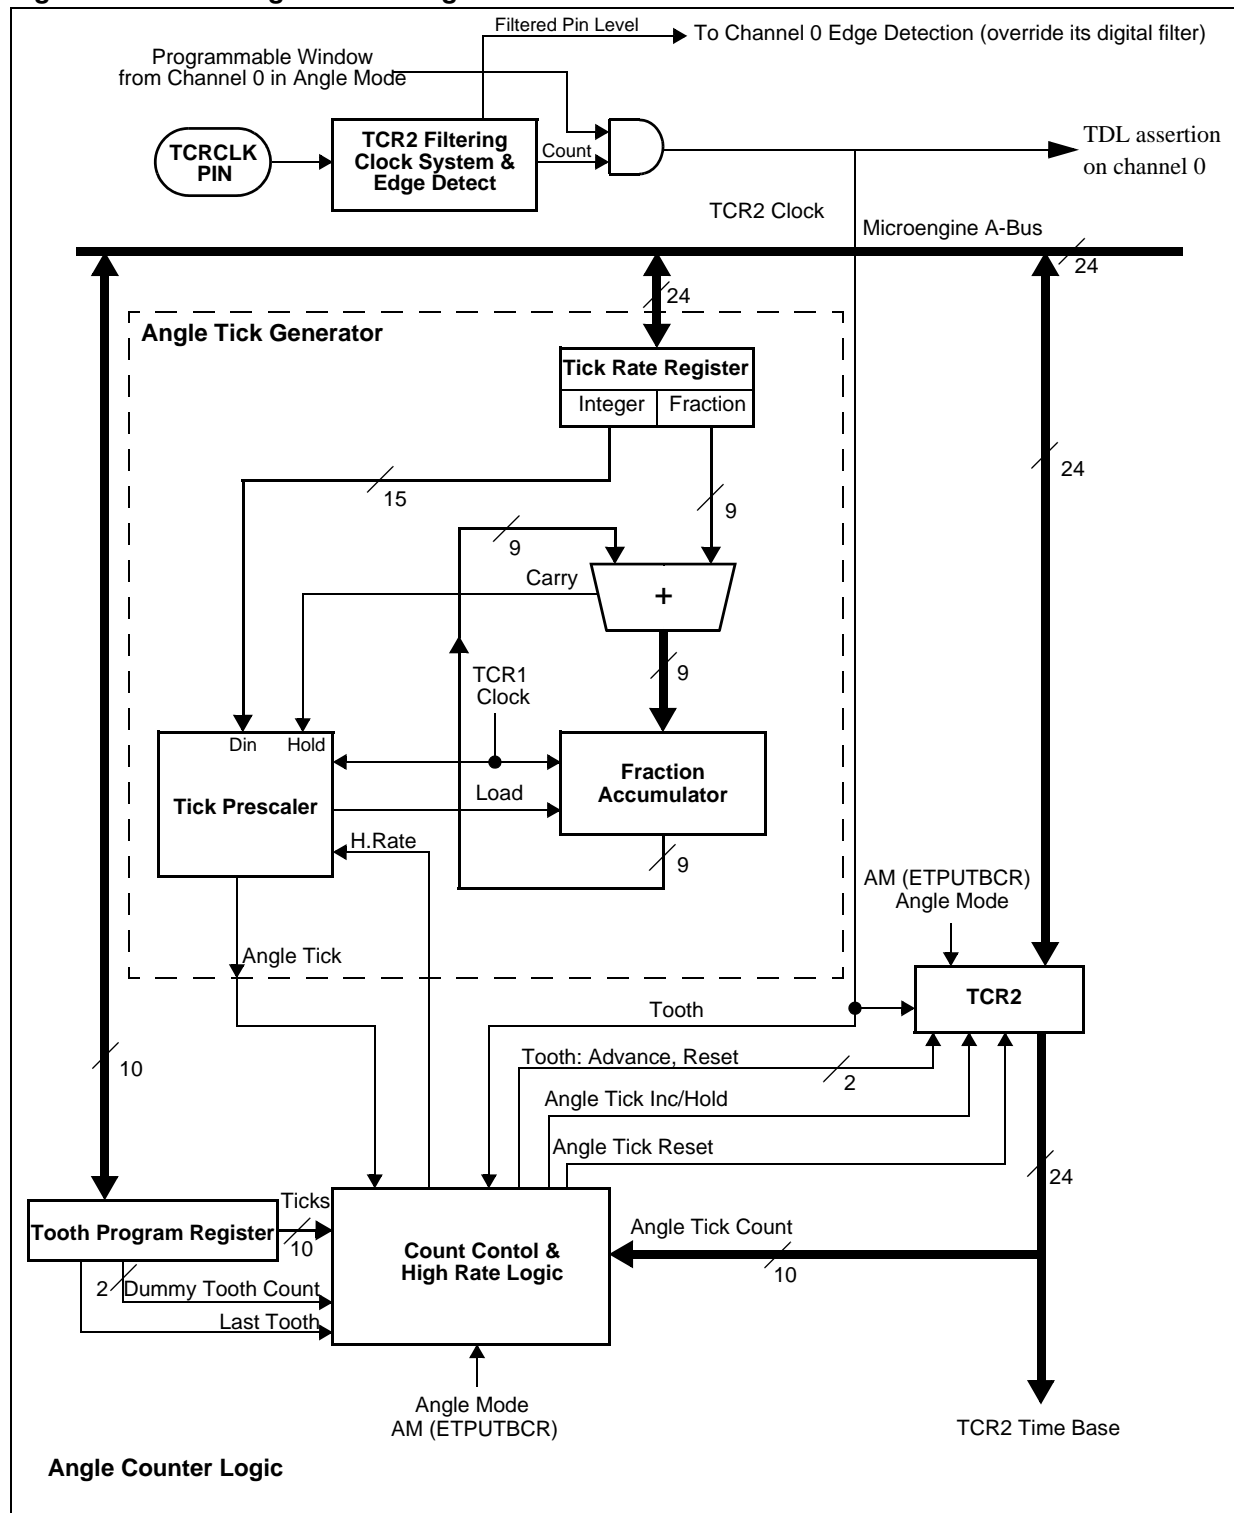 Filtered Pin Level
To Channel 0 Edge Detection (override its digital filter)
Programmable Window
from Channel 0 in Angle Mode
TCRCLK
PIN
TCR2 Filtering
Clock System &
Edge Detect
Count
TDL assertion
on channel 0
TCR2 Clock
Microengine A-Bus
24
24
Angle Tick Generator
Tick Rate Register
Integer
Fraction
24
15
9
9
Carry
+
9
TCR1
Clock
Din
Hold
Tick Prescaler
Load
Fraction
Accumulator
H.Rate
9
AM (ETPUTBCR)
Angle Mode
Angle Tick
TCR2
Tooth
10
Tooth: Advance, Reset
2
Angle Tick Inc/Hold
Angle Tick Reset
24
Ticks
Tooth Program Register
10
Count Contol &
High Rate Logic
Angle Tick Count
10
2
Dummy Tooth Count
Last Tooth
Angle Mode
AM (ETPUTBCR)
TCR2 Time Base
Angle Counter Logic